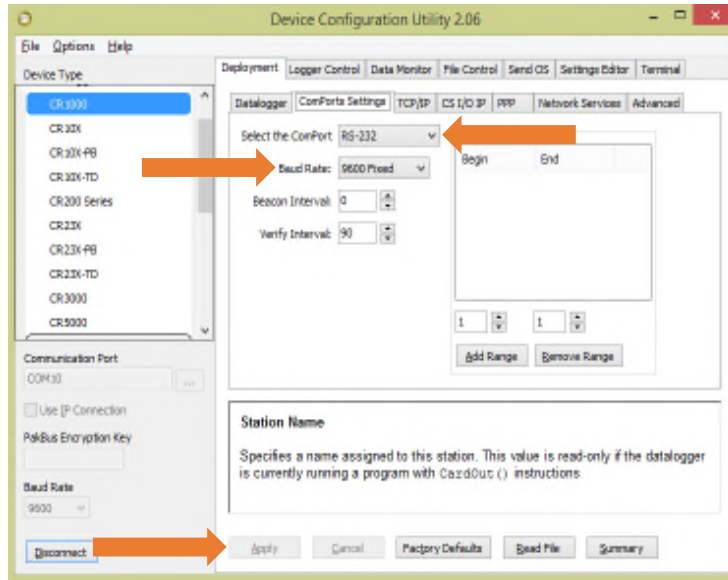 Device Configuration Utility 2.06
File Options Help
Device Type
CR1000
CR10X
CR10X-PB
CR10X-TD
CR200 Series
CR23X
CR23X-PB
CR23X-TD
CR3000
CR5000
Communication Port
COM10
...
Use IP Connection
PakBus Encryption Key
Baud Rate
9600
Disconnect
Deployment Logger Control Data Monitor File Control Send OS Settings Editor Terminal
Datalogger ComPorts Settings TCP/IP CS I/O IP PPP Network Services Advanced
Select the ComPort: RS-232
Baud Rate: 9600 Fixed
Beacon Interval: 0
Verify Interval: 90
Begin End
1 1
Add Range Remove Range
Station Name
Specifies a name assigned to this station. This value is read-only if the datalogger
is currently running a program with CardOut() instructions
Apply Cancel Factory Defaults Read File Summary